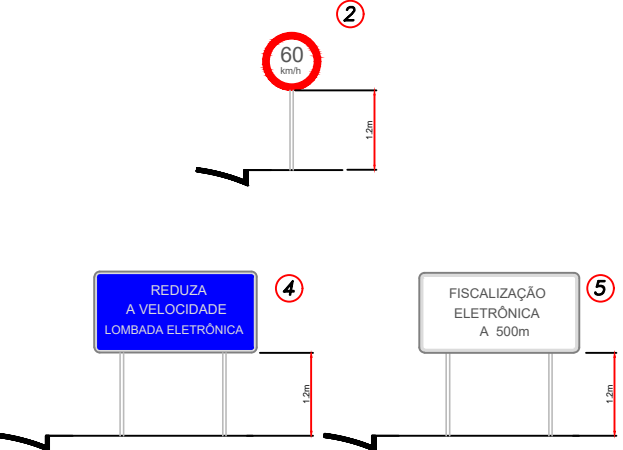 2
60
km/h
1.2m
REDUZA
A VELOCIDADE
LOMBADA ELETRÔNICA
4
1.2m
FISCALIZAÇÃO
ELETRÔNICA
A 500m
5
1.2m